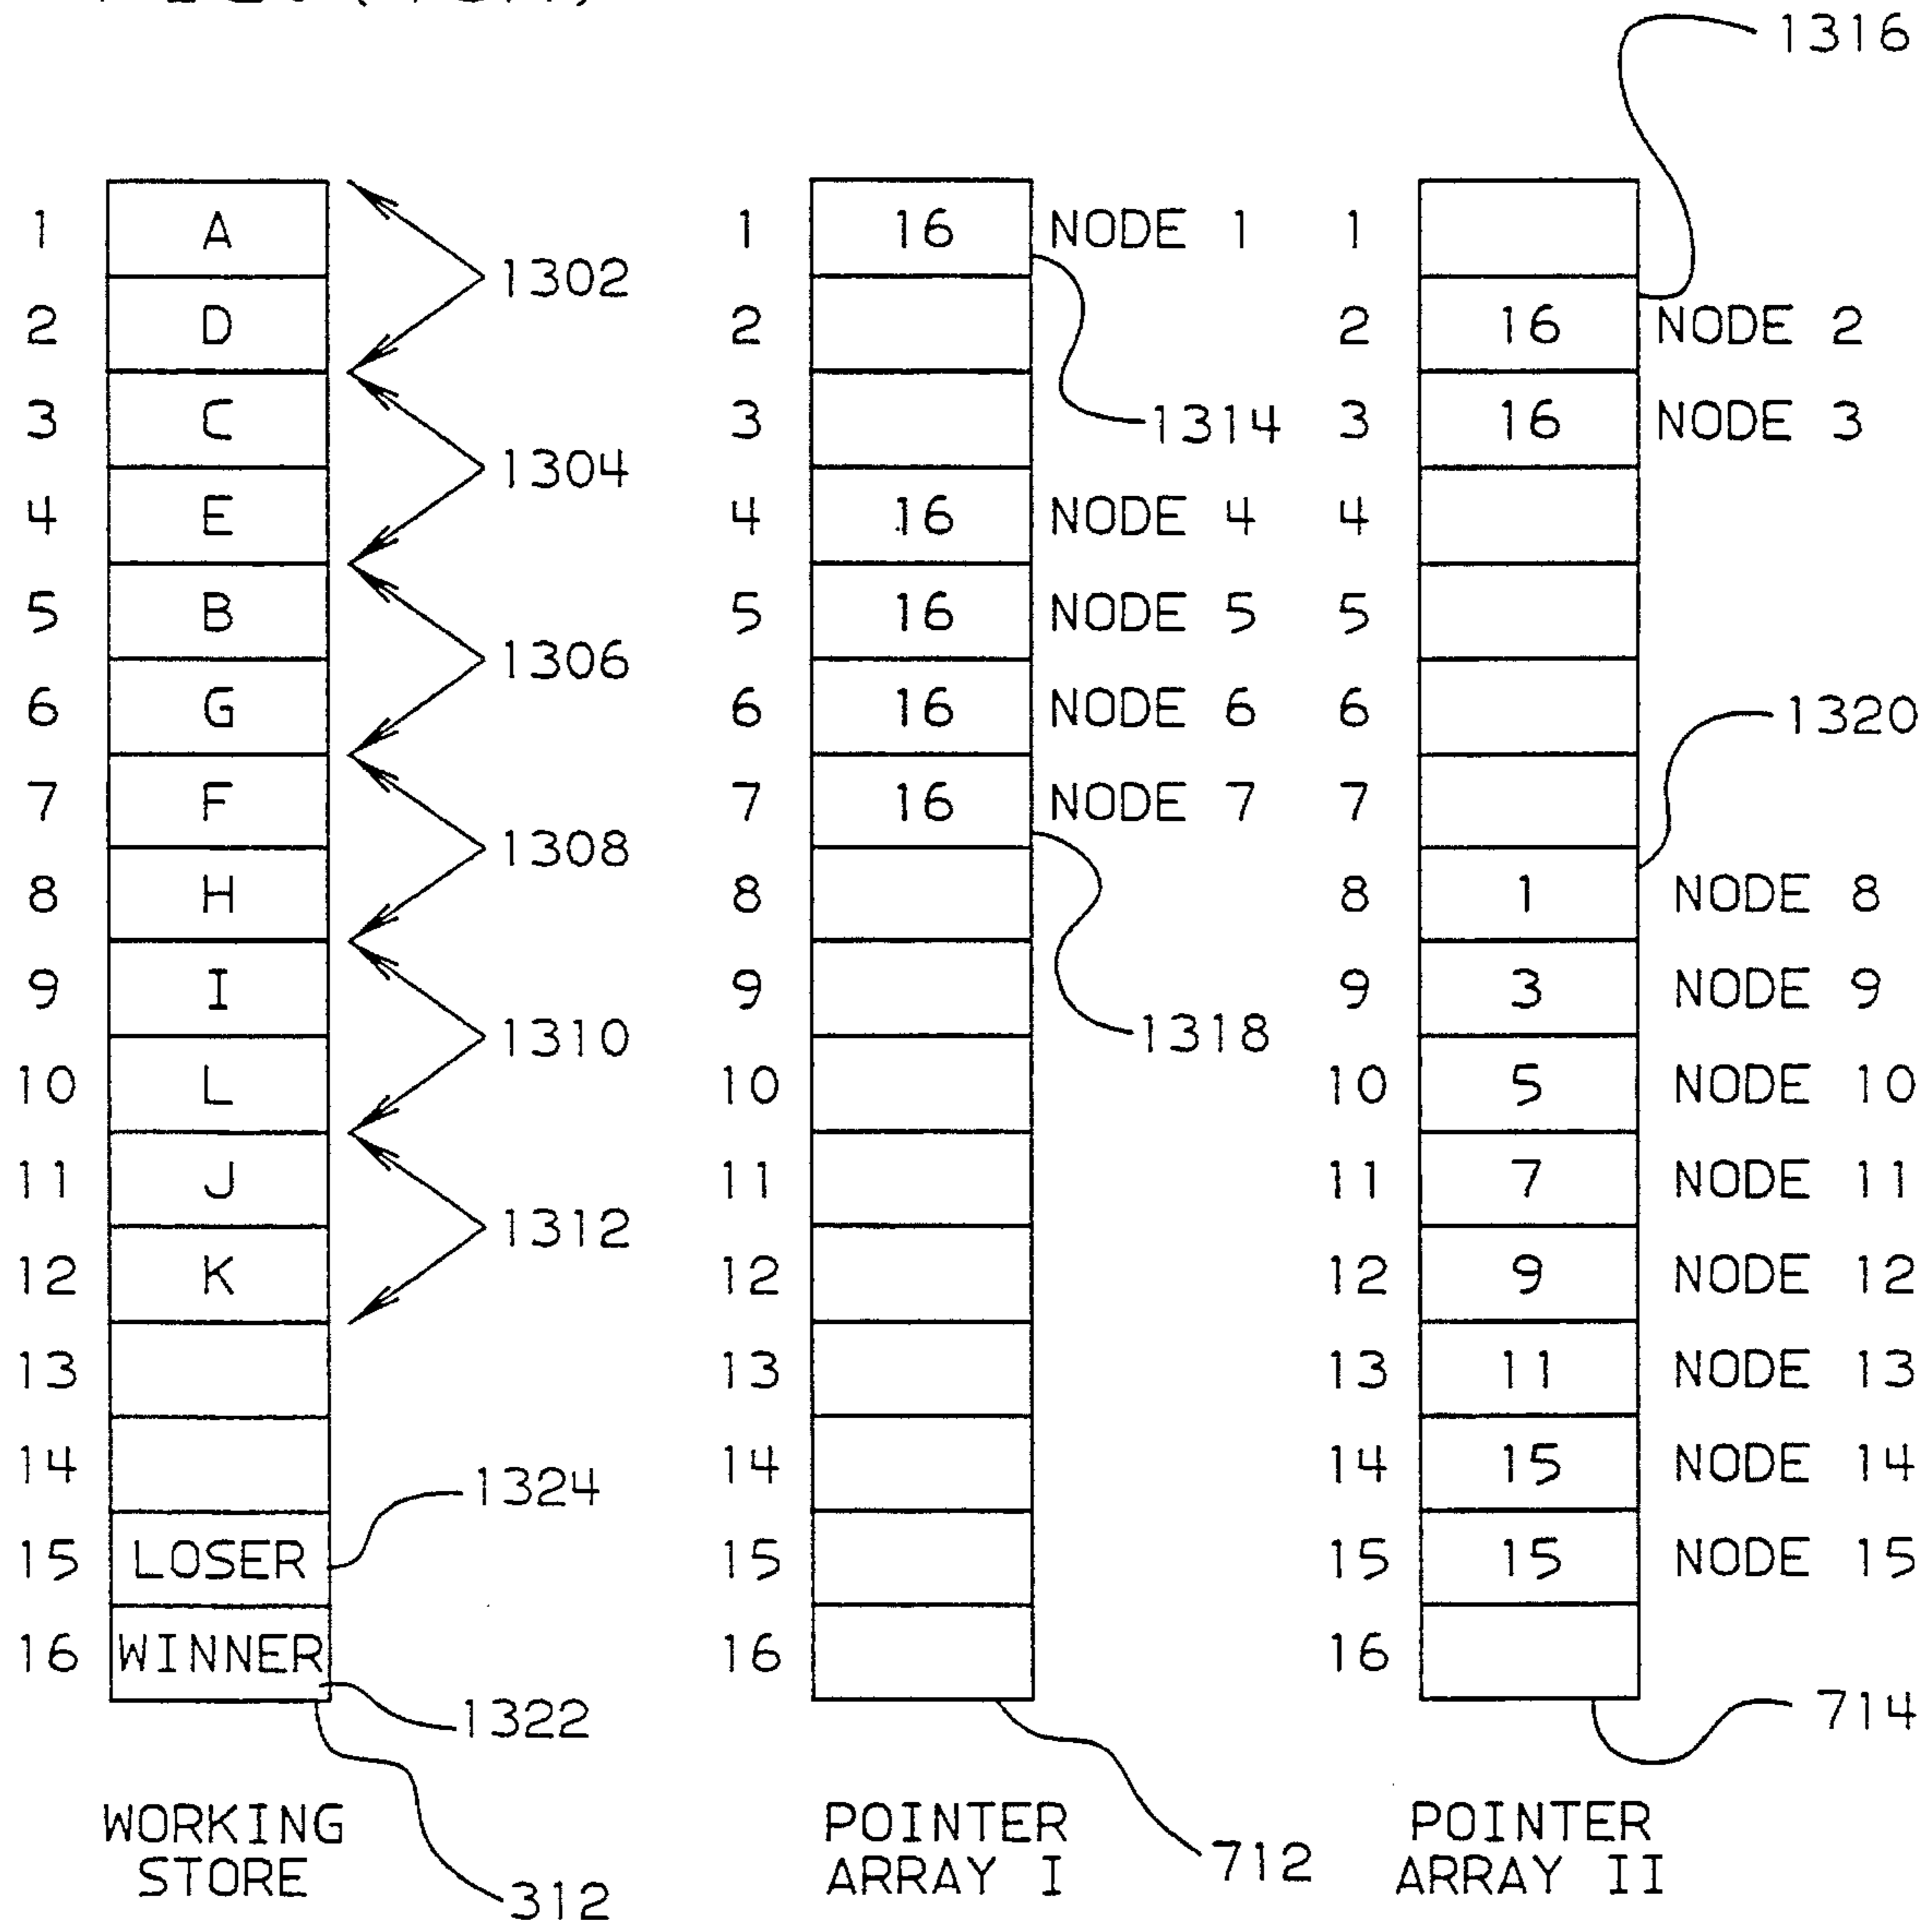 1316
1 A 1 16 NODE 1 1
1302
2 D 2 2 16 NODE 2
3 C 3 1314 3 16 NODE 3
1304
4 E 4 16 NODE 4 4
5 B 5 16 NODE 5 5
1306
6 G 6 16 NODE 6 6 1320
7 F 7 16 NODE 7 7
1308
8 H 8 8 1 NODE 8
9 I 9 9 3 NODE 9
1310 1318
10 L 10 10 5 NODE 10
11 J 11 11 7 NODE 11
1312
12 K 12 12 9 NODE 12
13 13 13 11 NODE 13
14 14 14 15 NODE 14
1324
15 LOSER 15 15 15 NODE 15
16 WINNER 16 16
1322 714
WORKING STORE
POINTER ARRAY I
POINTER ARRAY II
312 712